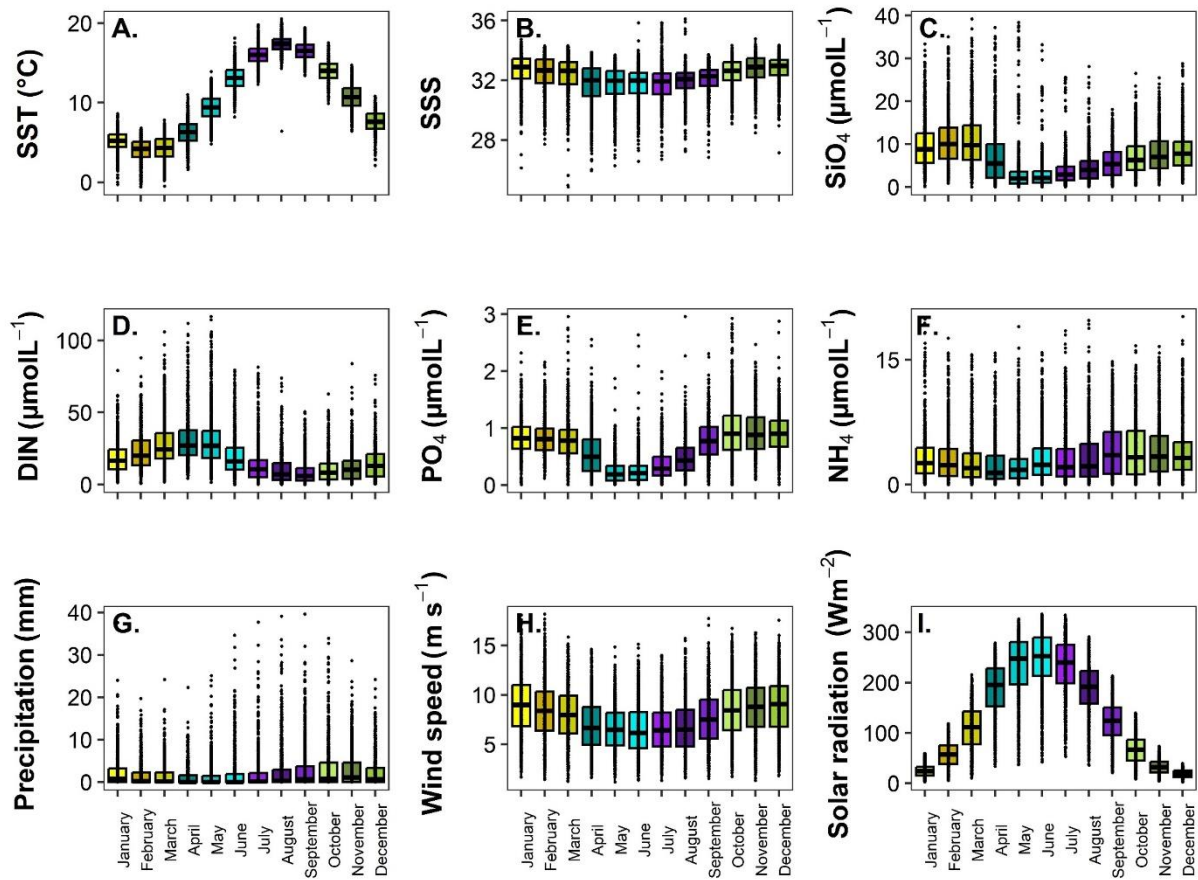 A.
SST (°C)
20
10
0
B.
SSS
36
32
28
C.
SiO₄ (µmolL⁻¹)
40
30
20
10
0
D.
DIN (µmolL⁻¹)
100
50
0
E.
PO₄ (µmolL⁻¹)
3
2
1
0
F.
NH₄ (µmolL⁻¹)
15
0
G.
Precipitation (mm)
40
30
20
10
0
H.
Wind speed (m s⁻¹)
15
10
5
I.
Solar radiation (Wm⁻²)
300
200
100
0
January
February
March
April
May
June
July
August
September
October
November
December
January
February
March
April
May
June
July
August
September
October
November
December
January
February
March
April
May
June
July
August
September
October
November
December